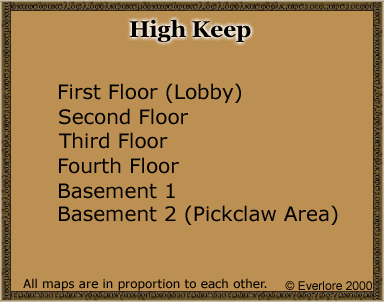 High Keep
First Floor (Lobby)
Second Floor
Third Floor
Fourth Floor
Basement 1
Basement 2 (Pickclaw Area)
All maps are in proportion to each other.
© Everlore 2000